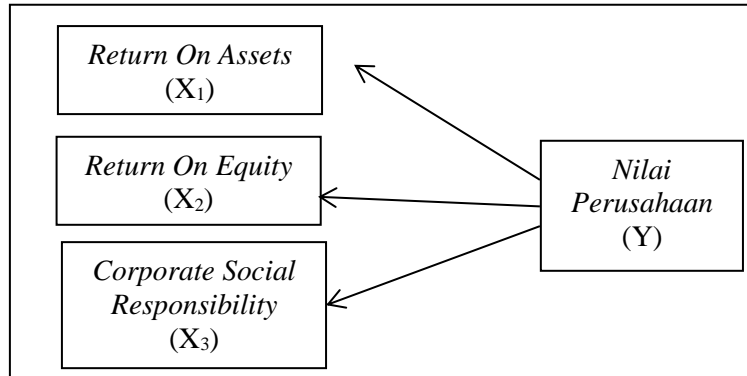 Return On Assets
(X₁)
Return On Equity
(X₂)
Corporate Social
Responsibility
(X₃)
Nilai
Perusahaan
(Y)